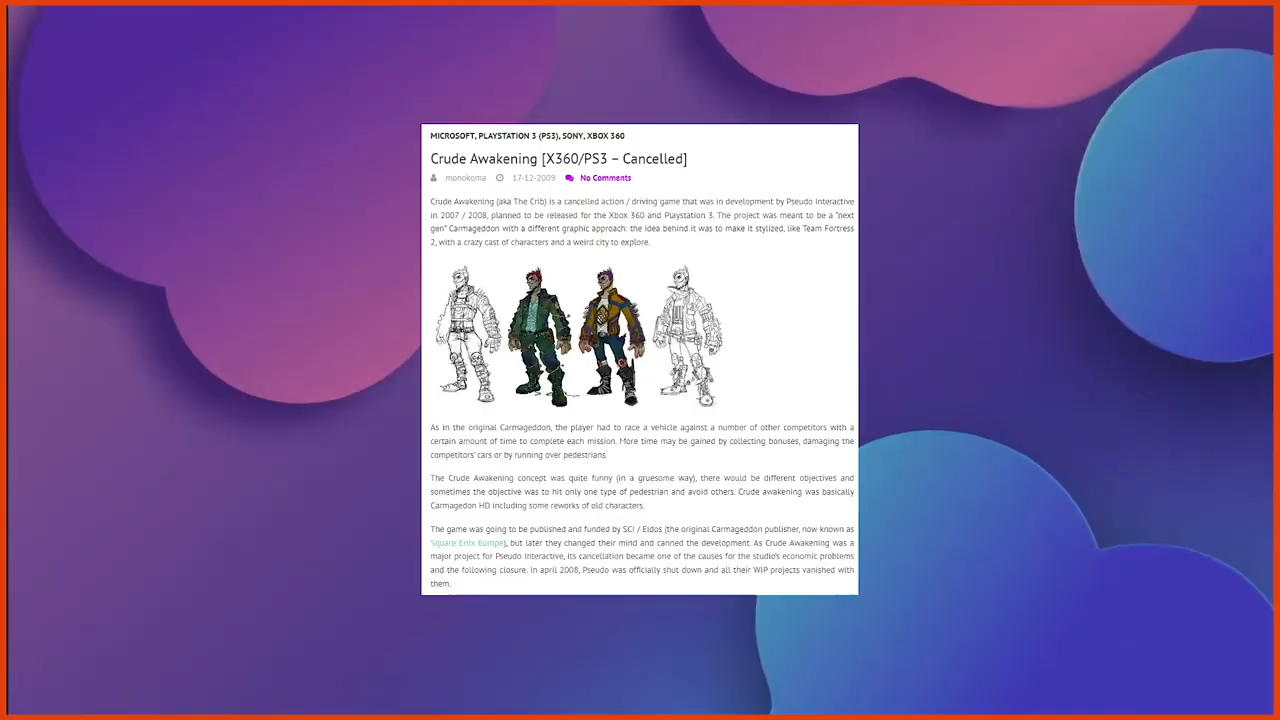 MICROSOFT, PLAYSTATION 3 (PS3), SONY, XBOX 360
Crude Awakening [X360/PS3 – Cancelled]
monokoma 17-12-2009 No Comments
Crude Awakening (aka The Crib) is a cancelled action / driving game that was in development by Pseudo Interactive
in 2007 / 2008, planned to be released for the Xbox 360 and Playstation 3. The project was meant to be a "next
gen" Carmageddon with a different graphic approach: the idea behind it was to make it stylized, like Team Fortress
2, with a crazy cast of characters and a weird city to explore.
As in the original Carmageddon, the player had to race a vehicle against a number of other competitors with a
certain amount of time to complete each mission. More time may be gained by collecting bonuses, damaging the
competitors' cars or by running over pedestrians.
The Crude Awakening concept was quite funny (in a gruesome way), there would be different objectives and
sometimes the objective was to hit only one type of pedestrian and avoid others. Crude awakening was basically
Carmagedon HD including some reworks of old characters.
The game was going to be published and funded by SCI / Eidos (the original Carmageddon publisher, now known as
Square Enix Europe), but later they changed their mind and canned the development. As Crude Awakening was a
major project for Pseudo Interactive, its cancellation became one of the causes for the studio's economic problems
and the following closure. In april 2008, Pseudo was officially shut down and all their WIP projects vanished with
them.